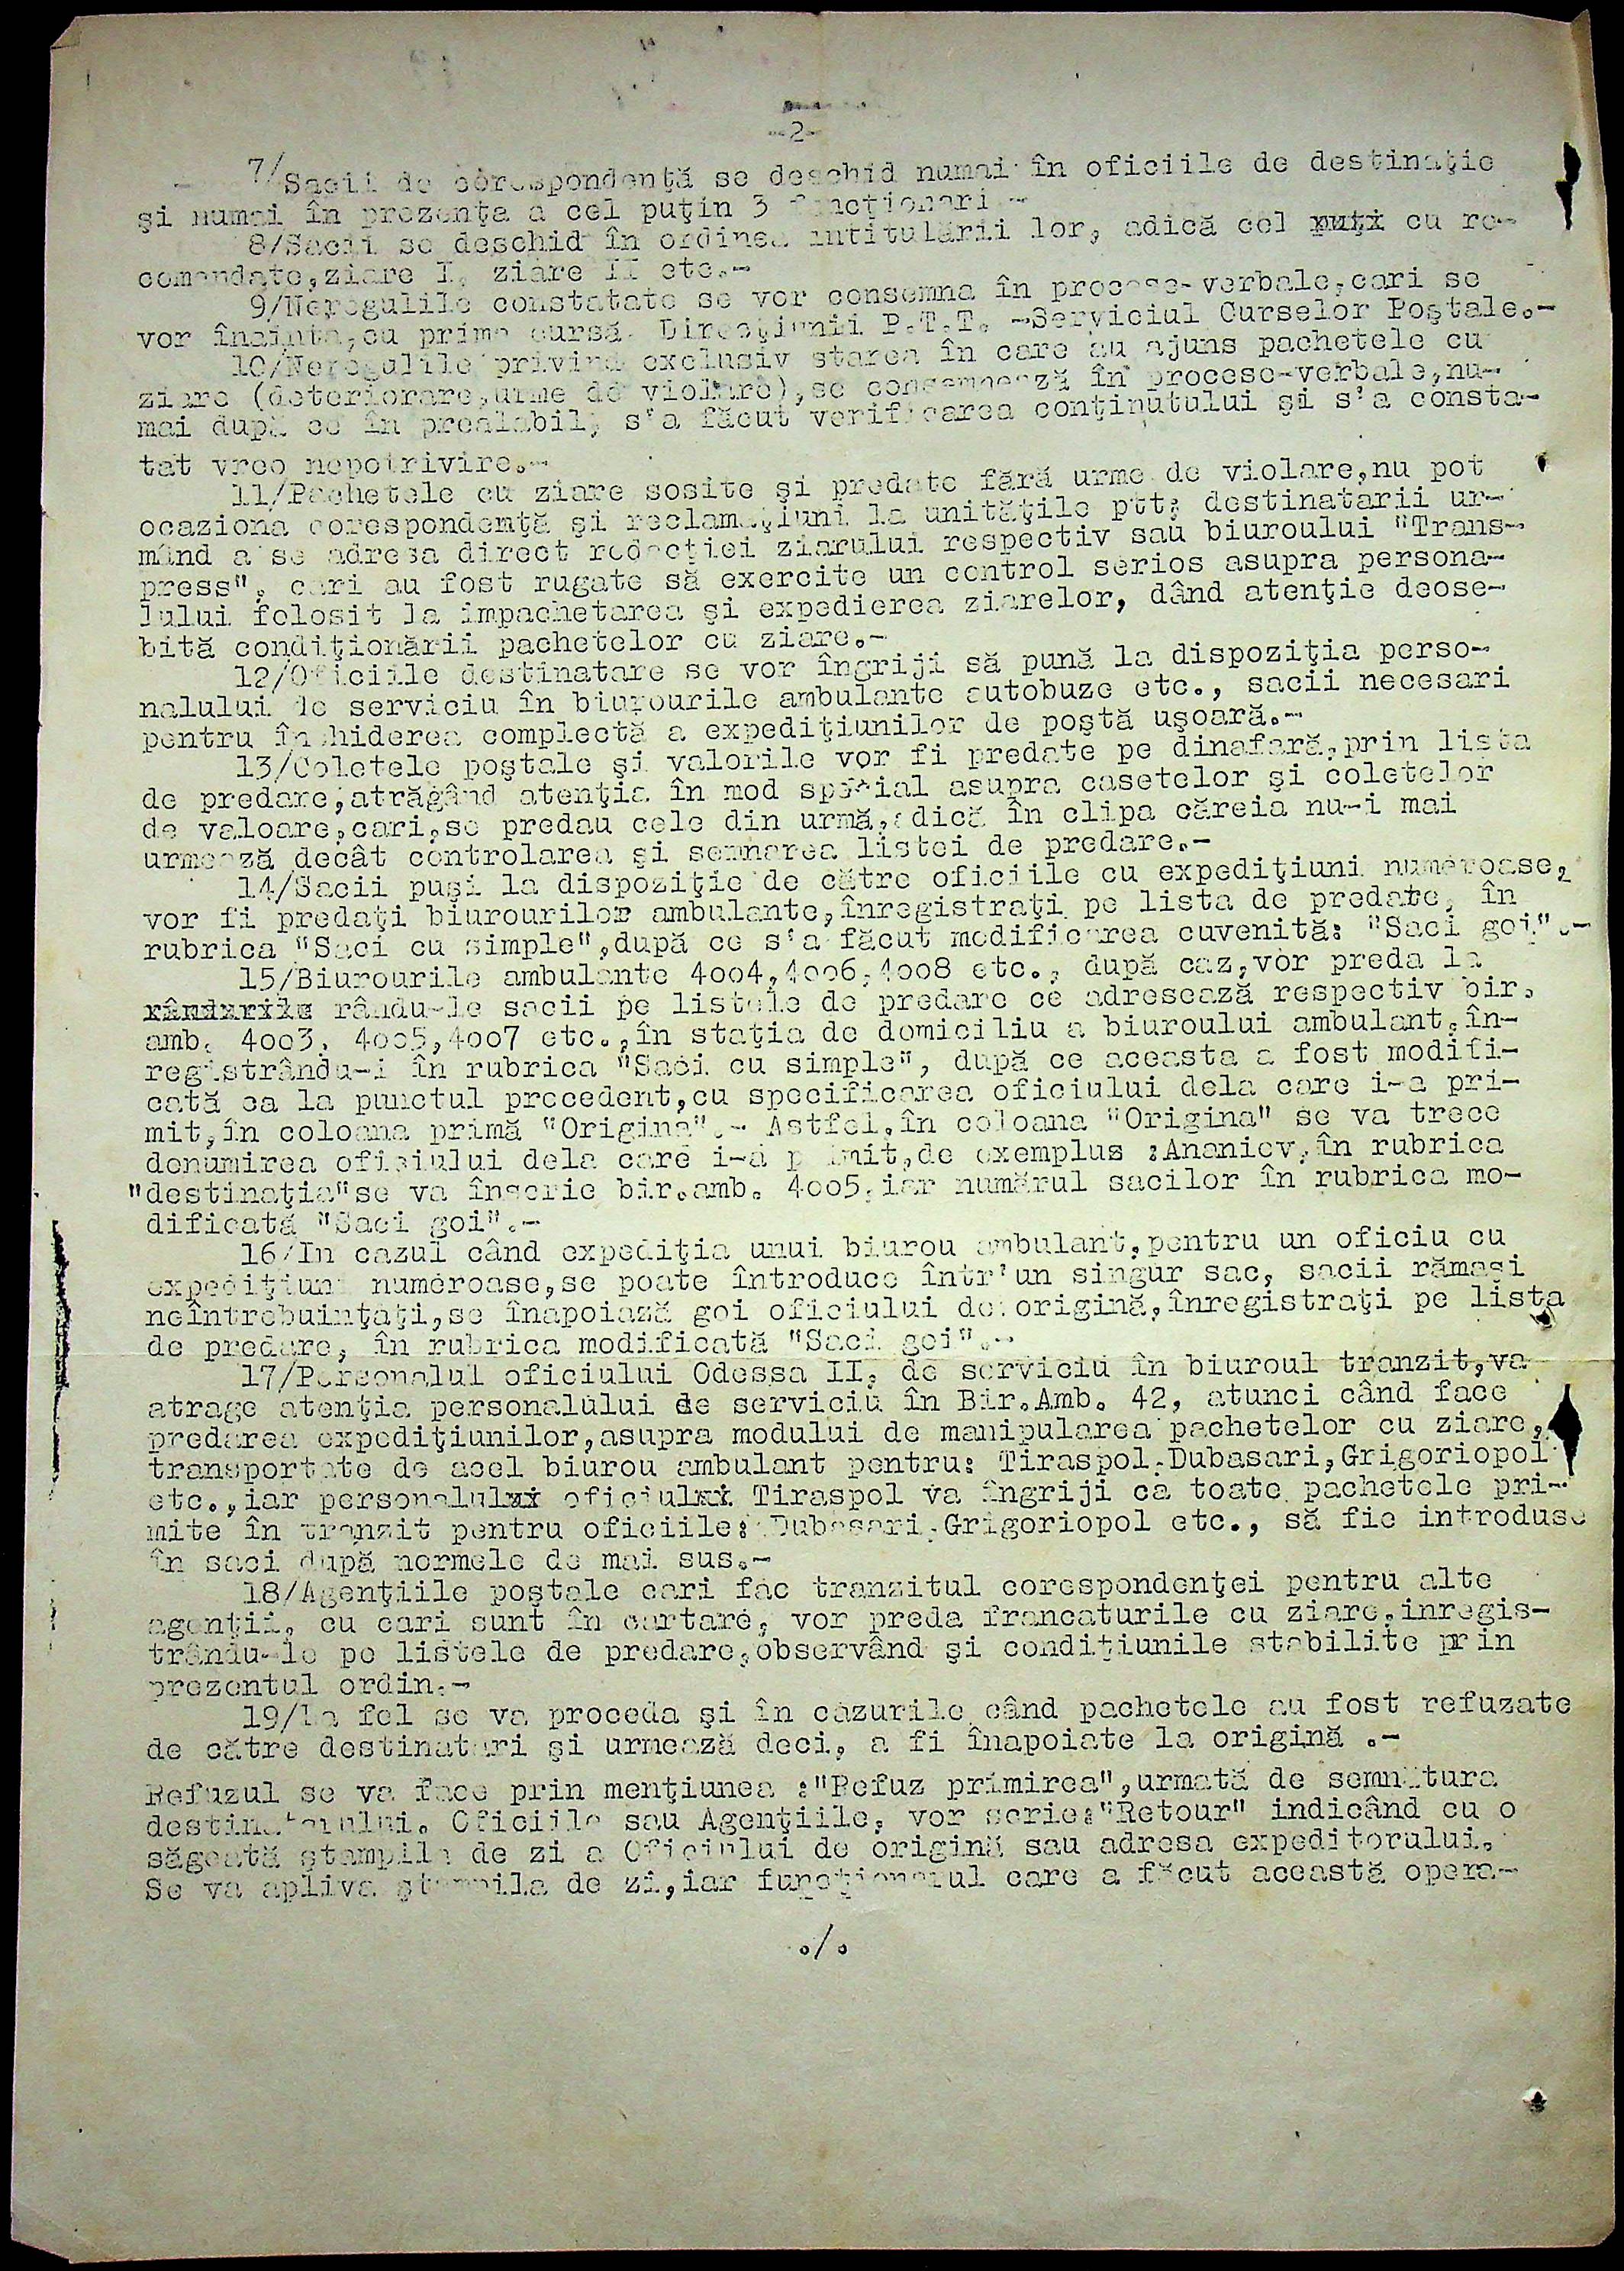 -2-
7/Sacii de corespondenţă se deschid numai în oficiile de destinaţie
şi numai în prezenţa a cel puţin 3 funcţionari.-
8/Sacii se deschid în ordinea intitulării lor, adică cel puţi cu re-
comandate,ziare I, ziare II etc.-
9/Neregulile constatate se vor consemna în procese-verbale,cari se
vor înainta,cu prima cursă, Direcţiunii P.T.T. -Serviciul Curselor Poştale.-
10/Neregulile privind exclusiv starea în care au ajuns pachetele cu
ziare (deteriorare,urme de violare),se consemnează în procese-verbale,nu-
mai după ce în prealabil, s'a făcut verificarea conţinutului şi s'a consta-
tat vreo nepotrivire.-
11/Pachetele cu ziare sosite şi predate fără urme de violare,nu pot
ocaziona corespondenţă şi reclamaţiuni la unităţile ptt; destinatarii ur-
mând a se adresa direct redacţiei ziarului respectiv sau biuroului "Trans-
press", cari au fost rugate să exercite un control serios asupra persona-
lului folosit la împachetarea şi expedierea ziarelor, dând atenţie deose-
bită condiţionării pachetelor cu ziare.-
12/Oficiile destinatare se vor îngriji să pună la dispoziţia perso-
nalului de serviciu în biurourile ambulante autobuze etc., sacii necesari
pentru închiderea complectă a expediţiunilor de poştă uşoară.-
13/Coletele poştale şi valorile vor fi predate pe dinafară,prin lista
de predare,atrăgând atenţia în mod special asupra casetelor şi coletelor
de valoare,cari,se predau cele din urmă,adică în clipa căreia nu-i mai
urmează decât controlarea şi semnarea listei de predare.-
14/Sacii puşi la dispoziţie de către oficiile cu expediţiuni numeroase,
vor fi predaţi biurourilor ambulante,înregistraţi pe lista de predare, în
rubrica "Saci cu simple",după ce s'a făcut modificarea cuvenită: "Saci goi".-
15/Biurourile ambulante 4oo4,4oo6,4oo8 etc., după caz,vor preda la
rândurile rându-le sacii pe listele de predare ce adresează respectiv bir.
amb. 4oo3, 4oo5,4oo7 etc.,în staţia de domiciliu a biuroului ambulant,în-
registrându-i în rubrica "Saci cu simple", după ce aceasta a fost modifi-
cată ca la punctul precedent,cu specificarea oficiului dela care i-a pri-
mit,în coloana primă "Origina".- Astfel,în coloana "Origina" se va trece
denumirea oficiului dela care i-a primit,de exemplus :Ananiev,în rubrica
"destinaţia"se va înscrie bir.amb. 4oo5,iar numărul sacilor în rubrica mo-
dificată "Saci goi".-
16/In cazul când expediţia unui biurou ambulant,pentru un oficiu cu
expediţiuni numeroase,se poate întroduce într'un singur sac, sacii rămaşi
neîntrebuinţaţi,se înapoiază goi oficiului de origină,înregistraţi pe lista
de predare, în rubrica modificată "Saci goi".-
17/Personalul oficiului Odessa II, de serviciu în biuroul tranzit,va
atrage atenţia personalului de serviciu în Bir.Amb. 42, atunci când face
predarea expediţiunilor,asupra modului de manipularea pachetelor cu ziare,
transportate de acel biurou ambulant pentru: Tiraspol,Dubasari,Grigoriopol
etc.,iar personalului oficiului Tiraspol va îngriji ca toate pachetele pri-
mite în tranzit pentru oficiile: Dubasari,Grigoriopol etc., să fie introduse
în saci după normele de mai sus.-
18/Agenţiile poştale cari fac tranzitul corespondenţei pentru alte
agenţii, cu cari sunt în cartare, vor preda francaturile cu ziare,inregis-
trându-le pe listele de predare,observând şi condiţiunile stabilite prin
prezentul ordin.-
19/La fel se va proceda şi în cazurile când pachetele au fost refuzate
de către destinatari şi urmează deci, a fi înapoiate la origină .-
Refuzul se va face prin menţiunea :"Refuz primirea",urmată de semnătura
destinatarului. Oficiile sau Agenţiile, vor scrie:"Retour" indicând cu o
săgeată ştampila de zi a Oficiului de origină sau adresa expeditorului.
Se va apliva ştampila de zi,iar funcţionarul care a făcut această opera-
o/o